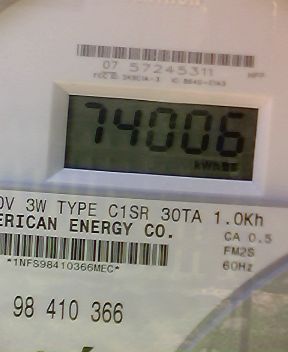 07 57245311
74006
kWh
0V 3W TYPE C1SR 30TA 1.0Kh
ERICAN ENERGY CO.
CA 0.5
FM2S
*1NFS98410366MEC*
60Hz
98 410 366